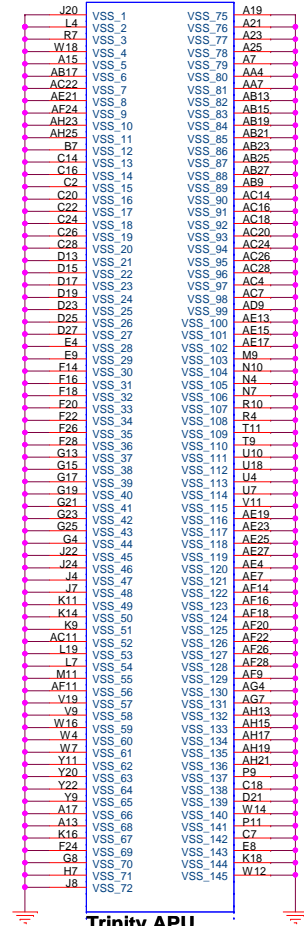 J20 VSS_1 VSS_75 A19
L4 VSS_2 VSS_76 A21
R7 VSS_3 VSS_77 A23
W18 VSS_4 VSS_78 A25
A15 VSS_5 VSS_79 A7
AB17 VSS_6 VSS_80 AA4
AC22 VSS_7 VSS_81 AA7
AE21 VSS_8 VSS_82 AB13
AF24 VSS_9 VSS_83 AB15
AH23 VSS_10 VSS_84 AB19
AH25 VSS_11 VSS_85 AB21
B7 VSS_12 VSS_86 AB23
C14 VSS_13 VSS_87 AB25
C16 VSS_14 VSS_88 AB27
C2 VSS_15 VSS_89 AB9
C20 VSS_16 VSS_90 AC14
C22 VSS_17 VSS_91 AC16
C24 VSS_18 VSS_92 AC18
C26 VSS_19 VSS_93 AC20
C28 VSS_20 VSS_94 AC24
D13 VSS_21 VSS_95 AC26
D15 VSS_22 VSS_96 AC28
D17 VSS_23 VSS_97 AC4
D19 VSS_24 VSS_98 AC7
D23 VSS_25 VSS_99 AD9
D25 VSS_26 VSS_100 AE13
D27 VSS_27 VSS_101 AE15
E4 VSS_28 VSS_102 AE17
E9 VSS_29 VSS_103 M9
F14 VSS_30 VSS_104 N10
F16 VSS_31 VSS_105 N4
F18 VSS_32 VSS_106 N7
F20 VSS_33 VSS_107 R10
F22 VSS_34 VSS_108 R4
F26 VSS_35 VSS_109 T11
F28 VSS_36 VSS_110 T9
G13 VSS_37 VSS_111 U10
G15 VSS_38 VSS_112 U18
G17 VSS_39 VSS_113 U4
G19 VSS_40 VSS_114 U7
G21 VSS_41 VSS_115 V11
G23 VSS_42 VSS_116 AE19
G25 VSS_43 VSS_117 AE23
G4 VSS_44 VSS_118 AE25
J22 VSS_45 VSS_119 AE27
J24 VSS_46 VSS_120 AE4
J4 VSS_47 VSS_121 AE7
J7 VSS_48 VSS_122 AF14
K11 VSS_49 VSS_123 AF16
K14 VSS_50 VSS_124 AF18
K9 VSS_51 VSS_125 AF20
AC11 VSS_52 VSS_126 AF22
L19 VSS_53 VSS_127 AF26
L7 VSS_54 VSS_128 AF28
M11 VSS_55 VSS_129 AF9
AF11 VSS_56 VSS_130 AG4
V19 VSS_57 VSS_131 AG7
V9 VSS_58 VSS_132 AH13
W16 VSS_59 VSS_133 AH15
W4 VSS_60 VSS_134 AH17
W7 VSS_61 VSS_135 AH19
Y11 VSS_62 VSS_136 AH21
Y20 VSS_63 VSS_137 P9
Y22 VSS_64 VSS_138 C18
Y9 VSS_65 VSS_139 D21
A17 VSS_66 VSS_140 W14
A13 VSS_68 VSS_141 P11
K16 VSS_67 VSS_142 C7
F24 VSS_69 VSS_143 E8
G8 VSS_70 VSS_144 K18
H7 VSS_71 VSS_145 W12
J8 VSS_72
Trinity APU